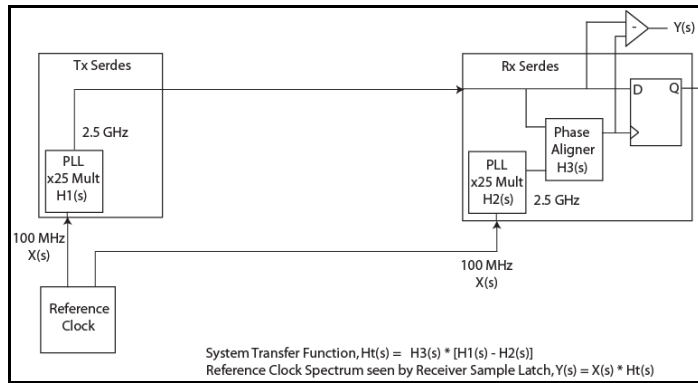 Y(s)
-
Tx Serdes
Rx Serdes
D
Q
2.5 GHz
Phase
Aligner
H3(s)
PLL
x25 Mult
H1(s)
PLL
x25 Mult
H2(s)
2.5 GHz
100 MHz
X(s)
100 MHz
X(s)
Reference
Clock
System Transfer Function, Ht(s) = H3(s) * [H1(s) - H2(s)]
Reference Clock Spectrum seen by Receiver Sample Latch, Y(s) = X(s) * Ht(s)